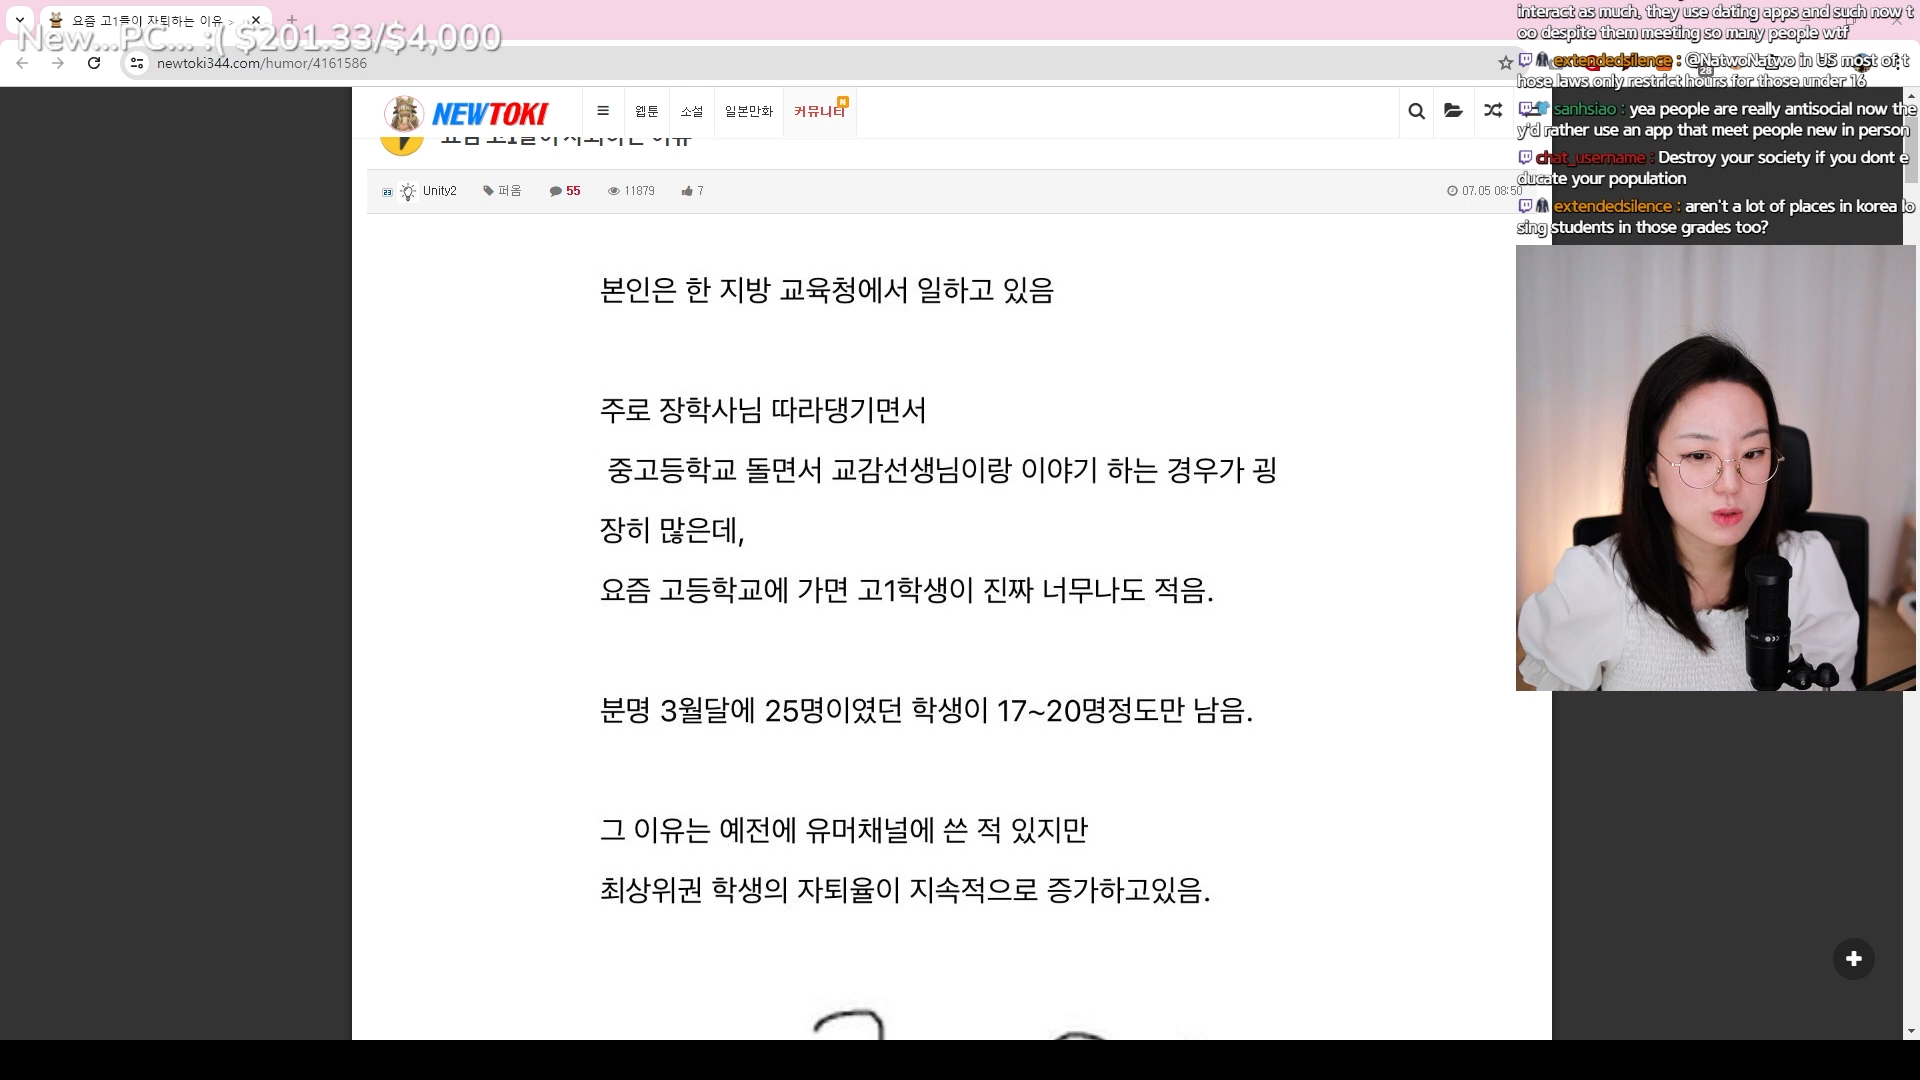 요즘 고1들이 자퇴하는 이유 >
New...PC... :( $201.33/$4,000
newtoki344.com/humor/4161586
NEWTOKI
웹툰
소설
일본만화
커뮤니티
N
요즘 고1들이 자퇴하는 이유
Unity2
퍼옴
55
11879
7
07.05 08:50
본인은 한 지방 교육청에서 일하고 있음
주로 장학사님 따라댕기면서
중고등학교 돌면서 교감선생님이랑 이야기 하는 경우가 굉
장히 많은데,
요즘 고등학교에 가면 고1학생이 진짜 너무나도 적음.
분명 3월달에 25명이였던 학생이 17~20명정도만 남음.
그 이유는 예전에 유머채널에 쓴 적 있지만
최상위권 학생의 자퇴율이 지속적으로 증가하고있음.
interact as much, they use dating apps and such now t
oo despite them meeting so many people wtf
extendedsilence : @NatwoNatwo in US most of t
hose laws only restrict hours for those under 16
sanhsiao : yea people are really antisocial now the
y'd rather use an app that meet people new in person
chat_username : Destroy your society if you dont e
ducate your population
extendedsilence : aren't a lot of places in korea lo
sing students in those grades too?